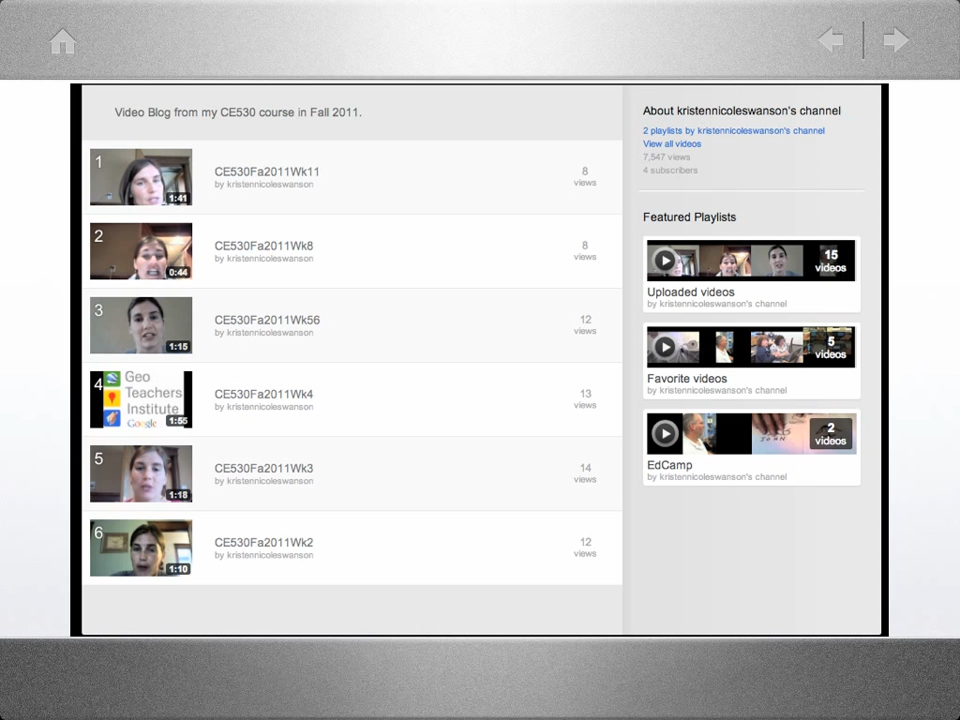 Video Blog from my CE530 course in Fall 2011.
1
1:41
CE530Fa2011Wk11
by kristennicoleswanson
8
views
2
0:44
CE530Fa2011Wk8
by kristennicoleswanson
8
views
3
1:15
CE530Fa2011Wk56
by kristennicoleswanson
12
views
4
Geo
Teachers
Institute
Google
1:55
CE530Fa2011Wk4
by kristennicoleswanson
13
views
5
1:18
CE530Fa2011Wk3
by kristennicoleswanson
14
views
6
1:10
CE530Fa2011Wk2
by kristennicoleswanson
12
views
About kristennicoleswanson's channel
2 playlists by kristennicoleswanson's channel
View all videos
7,547 views
4 subscribers
Featured Playlists
15
videos
Uploaded videos
by kristennicoleswanson's channel
5
videos
Favorite videos
by kristennicoleswanson's channel
2
videos
EdCamp
by kristennicoleswanson's channel